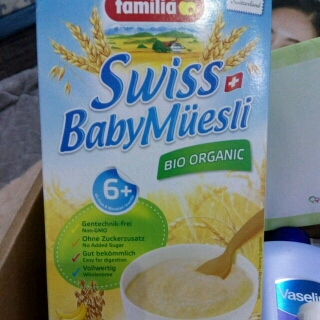 familia
Switzerland
Swiss
BabyMüesli
BIO ORGANIC
6+
Gentechnik-frei
Non-GMO
Ohne Zuckerzusatz
No Added Sugar
Gut bekömmlich
Easy for digestion
Vollwertig
Wholesome
Vaseli